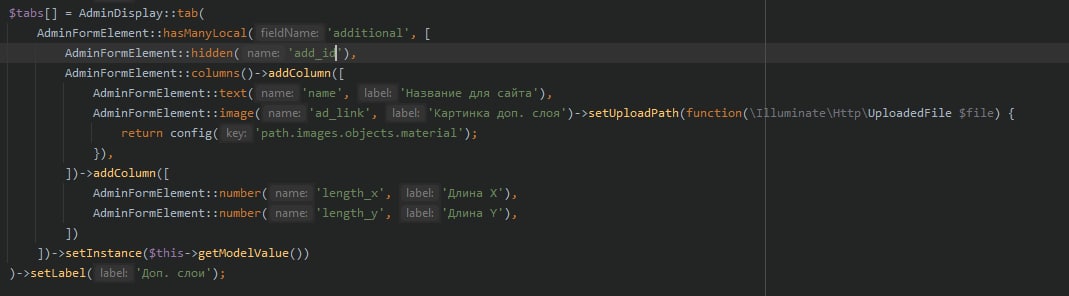 $tabs[] = AdminDisplay::tab(
    AdminFormElement::hasManyLocal( fieldName: 'additional', [
        AdminFormElement::hidden( name: 'add_id'),
        AdminFormElement::columns()->addColumn([
            AdminFormElement::text( name: 'name', label: 'Название для сайта'),
            AdminFormElement::image( name: 'ad_link', label: 'Картинка доп. слоя')->setUploadPath(function(\Illuminate\Http\UploadedFile $file) {
                return config( key: 'path.images.objects.material');
            }),
        ])->addColumn([
            AdminFormElement::number( name: 'length_x', label: 'Длина X'),
            AdminFormElement::number( name: 'length_y', label: 'Длина Y'),
        ])
    ])->setInstance($this->getModelValue())
)->setLabel( label: 'Доп. слои');